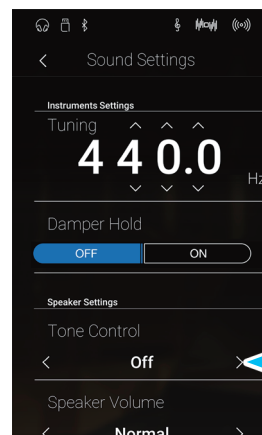 Sound Settings
Instruments Settings
Tuning
440.0
Hz
Damper Hold
OFF ON
Speaker Settings
Tone Control
Off
Speaker Volume
Normal